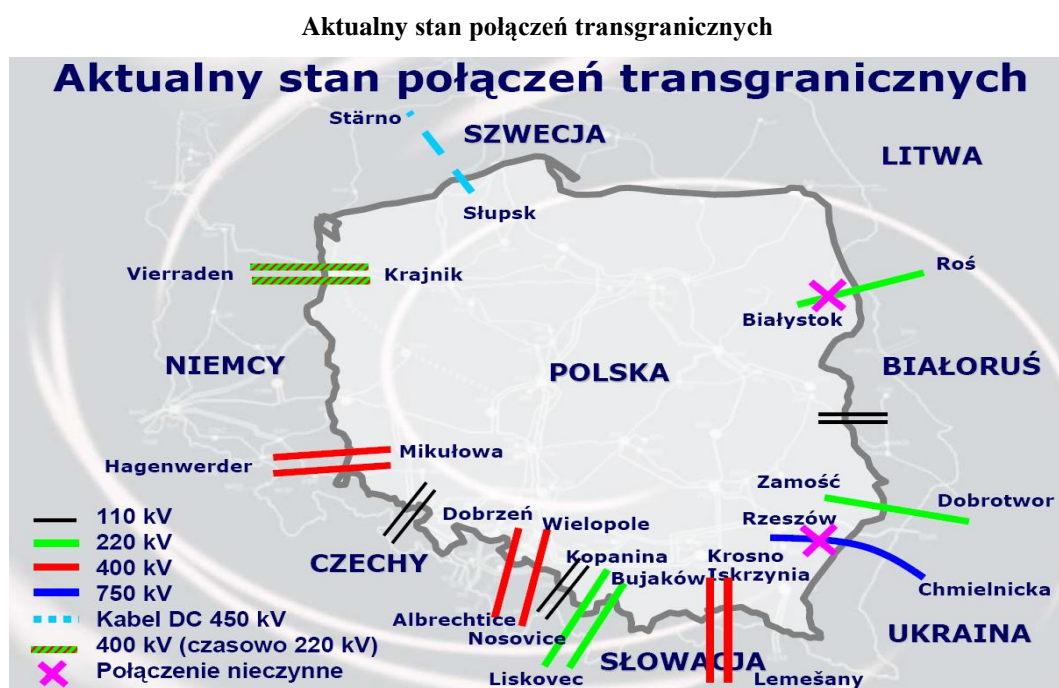 Aktualny stan połączeń transgranicznych
Aktualny stan połączeń transgranicznych
Stärno
SZWECJA
LITWA
Słupsk
Vierraden
Krajnik
Roś
Białystok
NIEMCY
POLSKA
BIAŁORUŚ
Hagenwerder
Mikułowa
Zamość
Dobrotwor
Dobrzeń
Wielopole
Rzeszów
CZECHY
Kopanina
Bujaków
Krosno
Iskrzynia
Chmielnicka
Albrechtice
Nosovice
UKRAINA
SŁOWACJA
Liskovec
Lemešany
110 kV
220 kV
400 kV
750 kV
Kabel DC 450 kV
400 kV (czasowo 220 kV)
Połączenie nieczynne